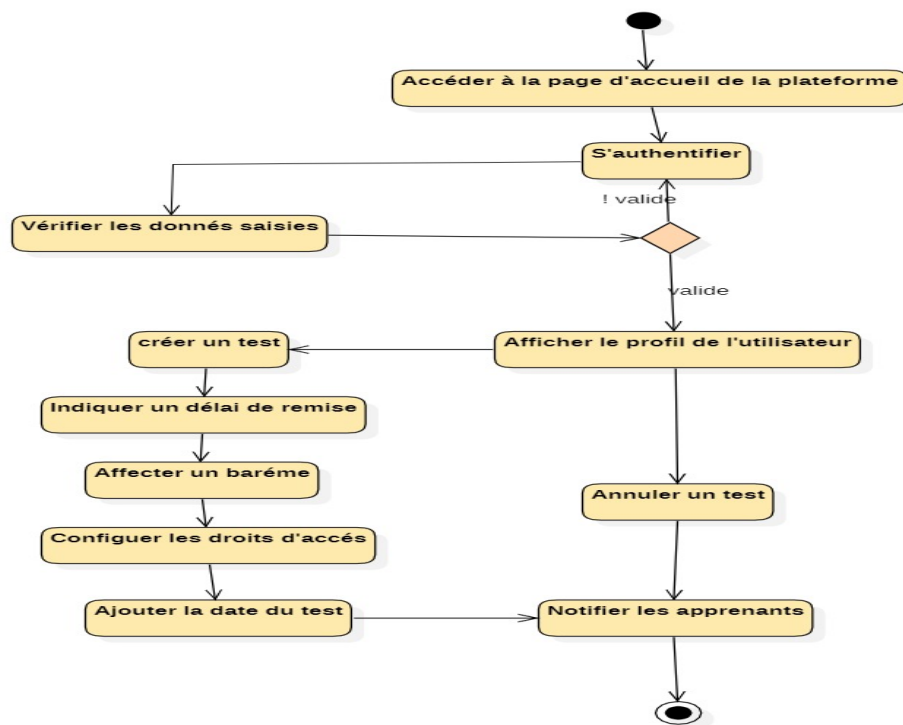 Accéder à la page d'accueil de la plateforme
S'authentifier
! valide
Vérifier les donnés saisies
valide
créer un test
Afficher le profil de l'utilisateur
Indiquer un délai de remise
Affecter un baréme
Annuler un test
Configuer les droits d'accés
Ajouter la date du test
Notifier les apprenants